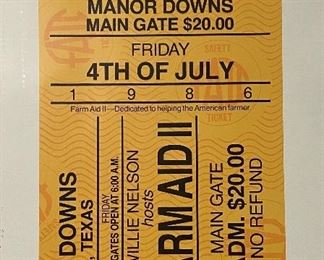 MANOR DOWNS
MAIN GATE $20.00
FRIDAY
4TH OF JULY
1 9 8 6
Farm Aid II—Dedicated to helping the American farmer.
DOWNS
, TEXAS
FRIDAY
GATES OPEN AT 6:00 A.M.
WILLIE NELSON
hosts
FARM AID II
MAIN GATE
ADM. $20.00
NO REFUND
SAFETY
TICKET